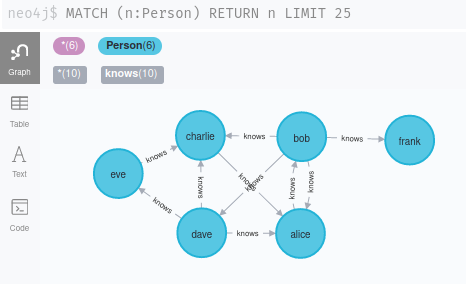 neo4j$ MATCH (n:Person) RETURN n LIMIT 25
*(6) Person(6)
*(10) knows(10)
Graph
Table
Text
Code
charlie
knows
bob
knows
frank
eve
knows
knows
knows
knows
knows
knows
knows
knows
dave
knows
alice